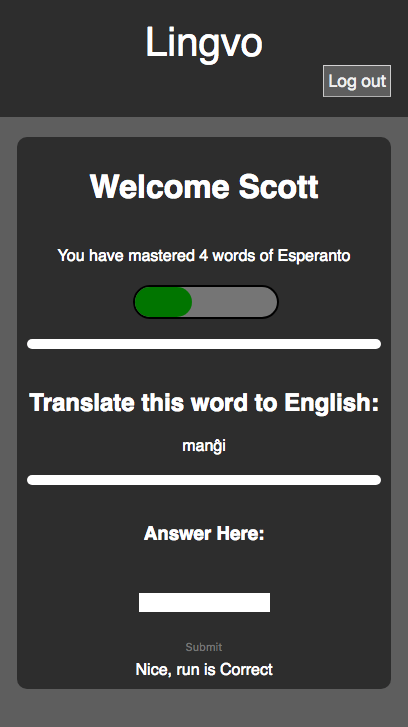 Lingvo
Log out
Welcome Scott
You have mastered 4 words of Esperanto
Translate this word to English:
manĝi
Answer Here:
Submit
Nice, run is Correct